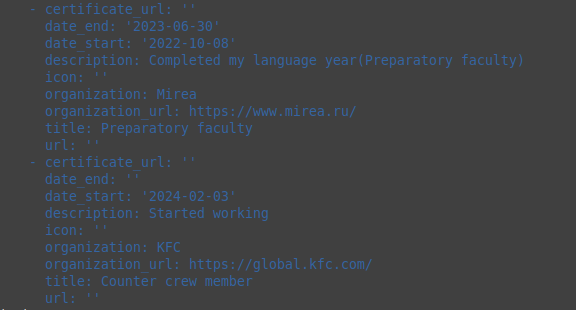 - certificate_url: ''
date_end: '2023-06-30'
date_start: '2022-10-08'
description: Completed my language year(Preparatory faculty)
icon: ''
organization: Mirea
organization_url: https://www.mirea.ru/
title: Preparatory faculty
url: ''
- certificate_url: ''
date_end: ''
date_start: '2024-02-03'
description: Started working
icon: ''
organization: KFC
organization_url: https://global.kfc.com/
title: Counter crew member
url: ''